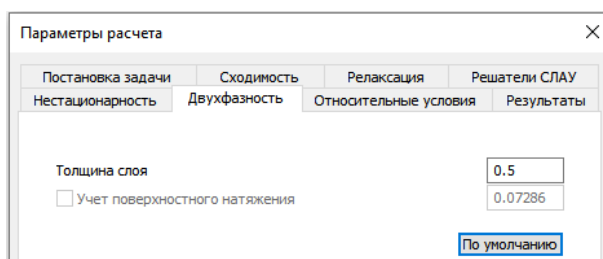 Параметры расчета
Постановка задачи Сходимость Релаксация Решатели СЛАУ
Нестационарность Двухфазность Относительные условия Результаты
Толщина слоя 0.5
Учет поверхностного натяжения 0.07286
По умолчанию